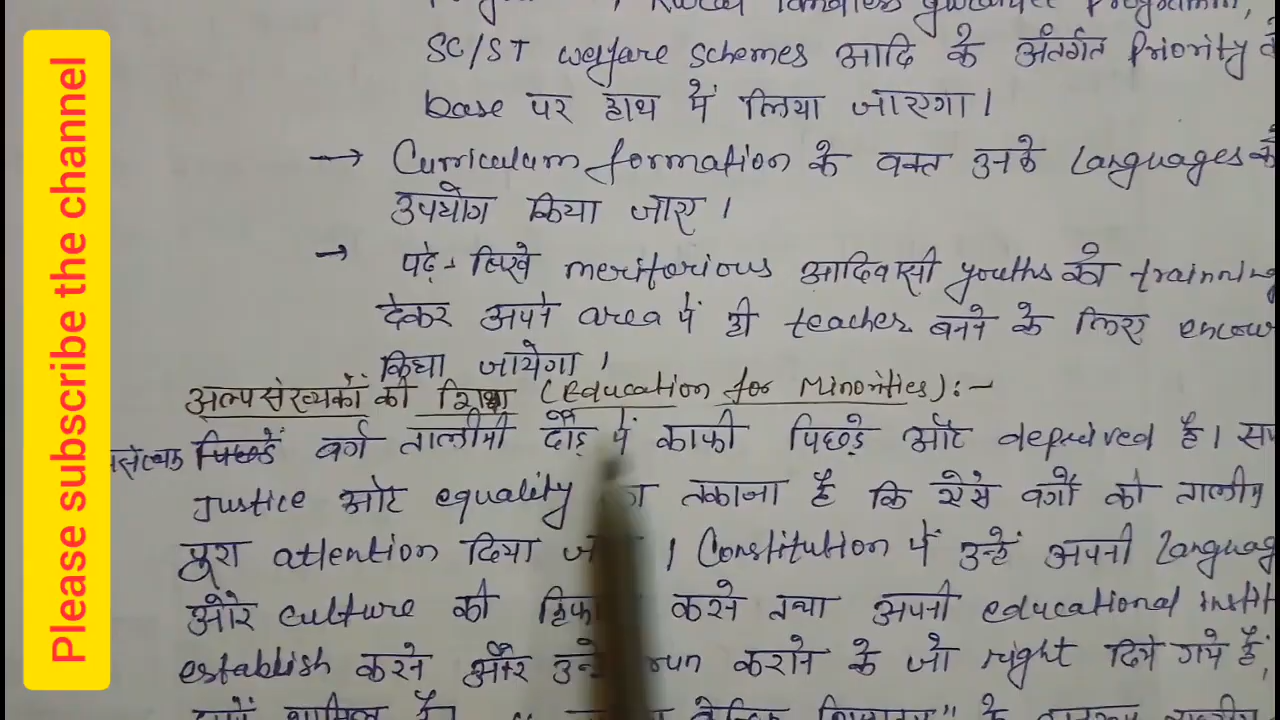 Please subscribe the channel
SC/ST welfare schemes आदि के अंतर्गत Priority
base पर हाथ में लिया जाएगा।
→ Curriculum formation के वक्त उनके languages
उपयोग किया जाए।
→ पढ़े-लिखे meritorious आदिवासी youths को trainning
देकर अपने area में ही teacher बनने के लिए
किया जायेगा।
अल्पसंख्यकों की शिक्षा (Education for Minorities):-
पिछडें वर्ग तालीमी दौड़ में काफी पिछड़े और deprived है।
Justice और equality तकाजा है कि ऐसे वर्गों को तालीम
पूरा attention दिया । Constitution में उन्हें अपनी
और culture की करने तथा अपनी educational
establish करने और run कराने के जो right दिये गये हैं,